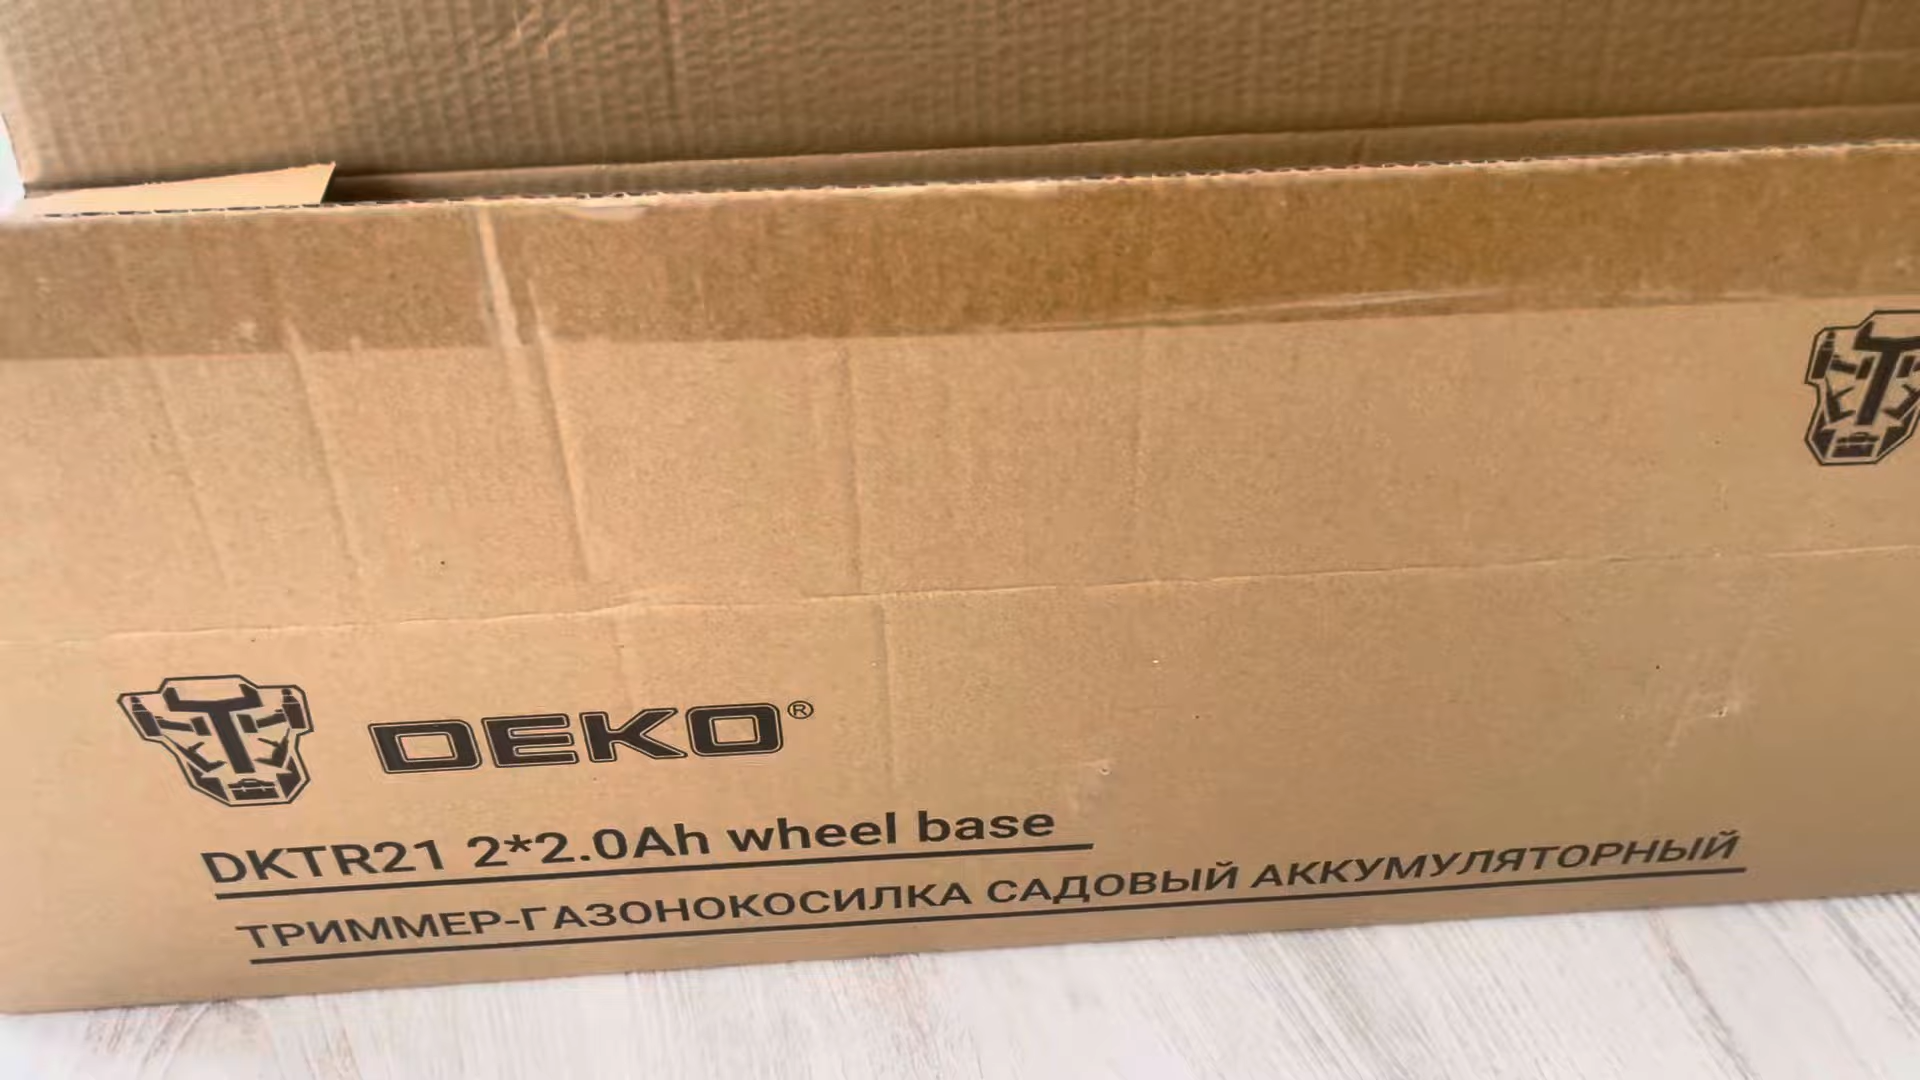 DEKO®
DKTR21 2*2.0Ah wheel base
ТРИММЕР-ГАЗОНОКОСИЛКА САДОВЫЙ АККУМУЛЯТОРНЫЙ